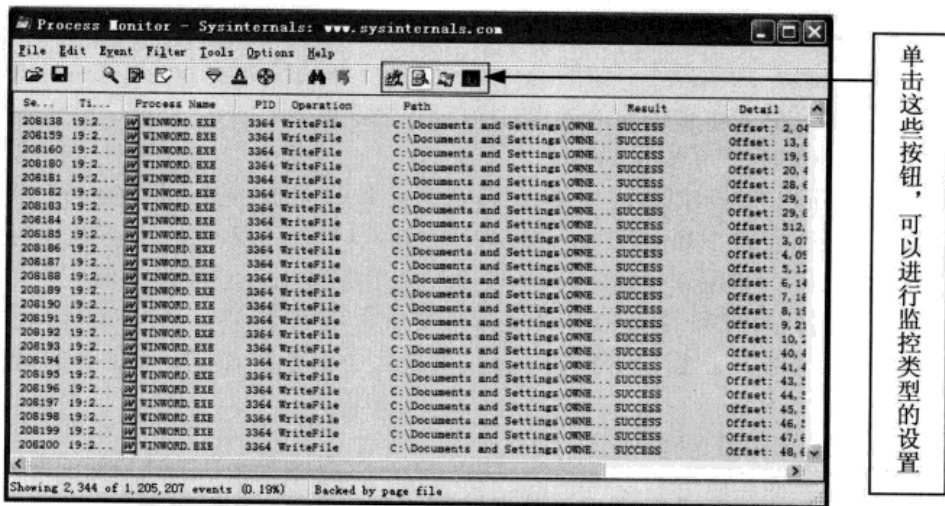 Process Monitor - Sysinternals: www.sysinternals.com
File Edit Event Filter Tools Options Help
Se... Ti... Process Name PID Operation Path Result Detail
208138 19:2... WINWORD.EXE 3364 WriteFile C:\Documents and Settings\OWNE... SUCCESS Offset: 2,04
208159 19:2... WINWORD.EXE 3364 WriteFile C:\Documents and Settings\OWNE... SUCCESS Offset: 13,6
208160 19:2... WINWORD.EXE 3364 WriteFile C:\Documents and Settings\OWNE... SUCCESS Offset: 19,9
208180 19:2... WINWORD.EXE 3364 WriteFile C:\Documents and Settings\OWNE... SUCCESS Offset: 20,4
208181 19:2... WINWORD.EXE 3364 WriteFile C:\Documents and Settings\OWNE... SUCCESS Offset: 28,6
208182 19:2... WINWORD.EXE 3364 WriteFile C:\Documents and Settings\OWNE... SUCCESS Offset: 29,1
208183 19:2... WINWORD.EXE 3364 WriteFile C:\Documents and Settings\OWNE... SUCCESS Offset: 29,6
208184 19:2... WINWORD.EXE 3364 WriteFile C:\Documents and Settings\OWNE... SUCCESS Offset: 512,
208185 19:2... WINWORD.EXE 3364 WriteFile C:\Documents and Settings\OWNE... SUCCESS Offset: 3,07
208186 19:2... WINWORD.EXE 3364 WriteFile C:\Documents and Settings\OWNE... SUCCESS Offset: 4,09
208187 19:2... WINWORD.EXE 3364 WriteFile C:\Documents and Settings\OWNE... SUCCESS Offset: 5,12
208188 19:2... WINWORD.EXE 3364 WriteFile C:\Documents and Settings\OWNE... SUCCESS Offset: 6,14
208189 19:2... WINWORD.EXE 3364 WriteFile C:\Documents and Settings\OWNE... SUCCESS Offset: 7,16
208190 19:2... WINWORD.EXE 3364 WriteFile C:\Documents and Settings\OWNE... SUCCESS Offset: 8,19
208191 19:2... WINWORD.EXE 3364 WriteFile C:\Documents and Settings\OWNE... SUCCESS Offset: 9,21
208192 19:2... WINWORD.EXE 3364 WriteFile C:\Documents and Settings\OWNE... SUCCESS Offset: 10,2
208193 19:2... WINWORD.EXE 3364 WriteFile C:\Documents and Settings\OWNE... SUCCESS Offset: 40,4
208194 19:2... WINWORD.EXE 3364 WriteFile C:\Documents and Settings\OWNE... SUCCESS Offset: 41,4
208195 19:2... WINWORD.EXE 3364 WriteFile C:\Documents and Settings\OWNE... SUCCESS Offset: 43,
208196 19:2... WINWORD.EXE 3364 WriteFile C:\Documents and Settings\OWNE... SUCCESS Offset: 44,
208197 19:2... WINWORD.EXE 3364 WriteFile C:\Documents and Settings\OWNE... SUCCESS Offset: 45,
208198 19:2... WINWORD.EXE 3364 WriteFile C:\Documents and Settings\OWNE... SUCCESS Offset: 46,
208199 19:2... WINWORD.EXE 3364 WriteFile C:\Documents and Settings\OWNE... SUCCESS Offset: 47,6
208200 19:2... WINWORD.EXE 3364 WriteFile C:\Documents and Settings\OWNE... SUCCESS Offset: 48,6
Showing 2,344 of 1,205,207 events (0.19%) Backed by page file
单击这些按钮，可以进行监控类型的设置